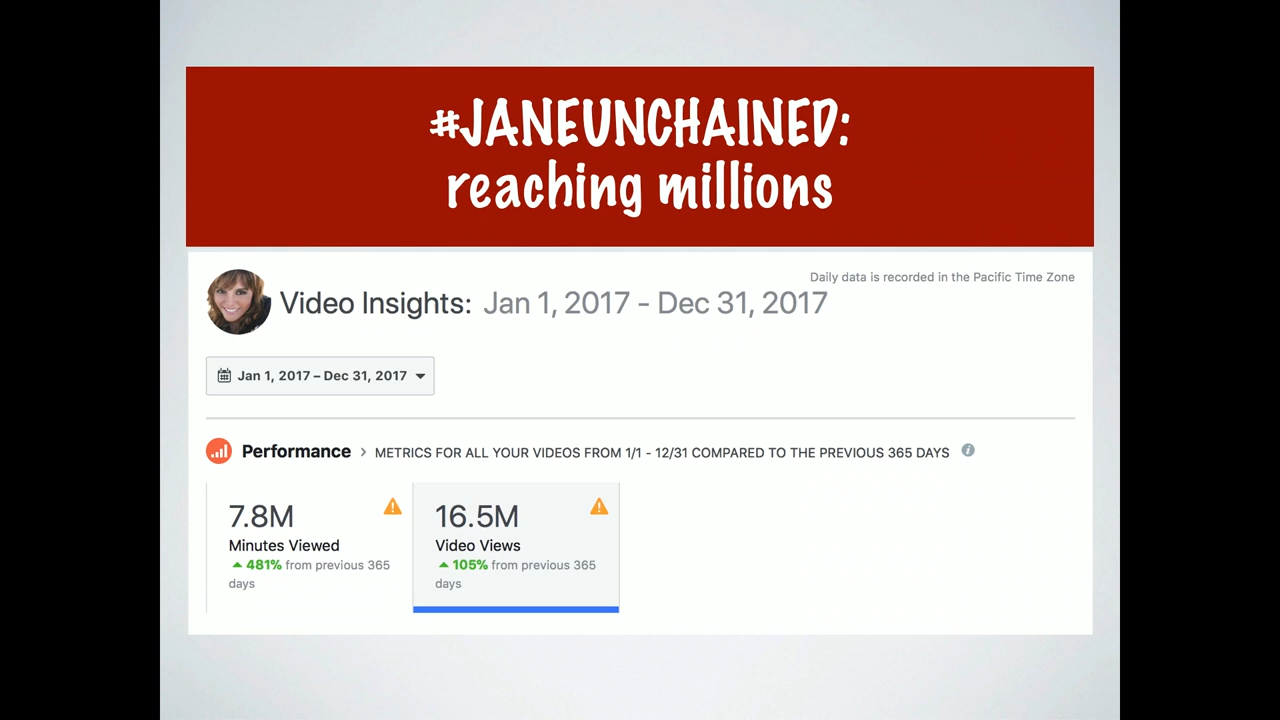 #JANEUNCHAINED:
reaching millions
Daily data is recorded in the Pacific Time Zone
Video Insights: Jan 1, 2017 - Dec 31, 2017
Jan 1, 2017 – Dec 31, 2017
Performance > METRICS FOR ALL YOUR VIDEOS FROM 1/1 - 12/31 COMPARED TO THE PREVIOUS 365 DAYS
7.8M
Minutes Viewed
481% from previous 365
days
16.5M
Video Views
105% from previous 365
days